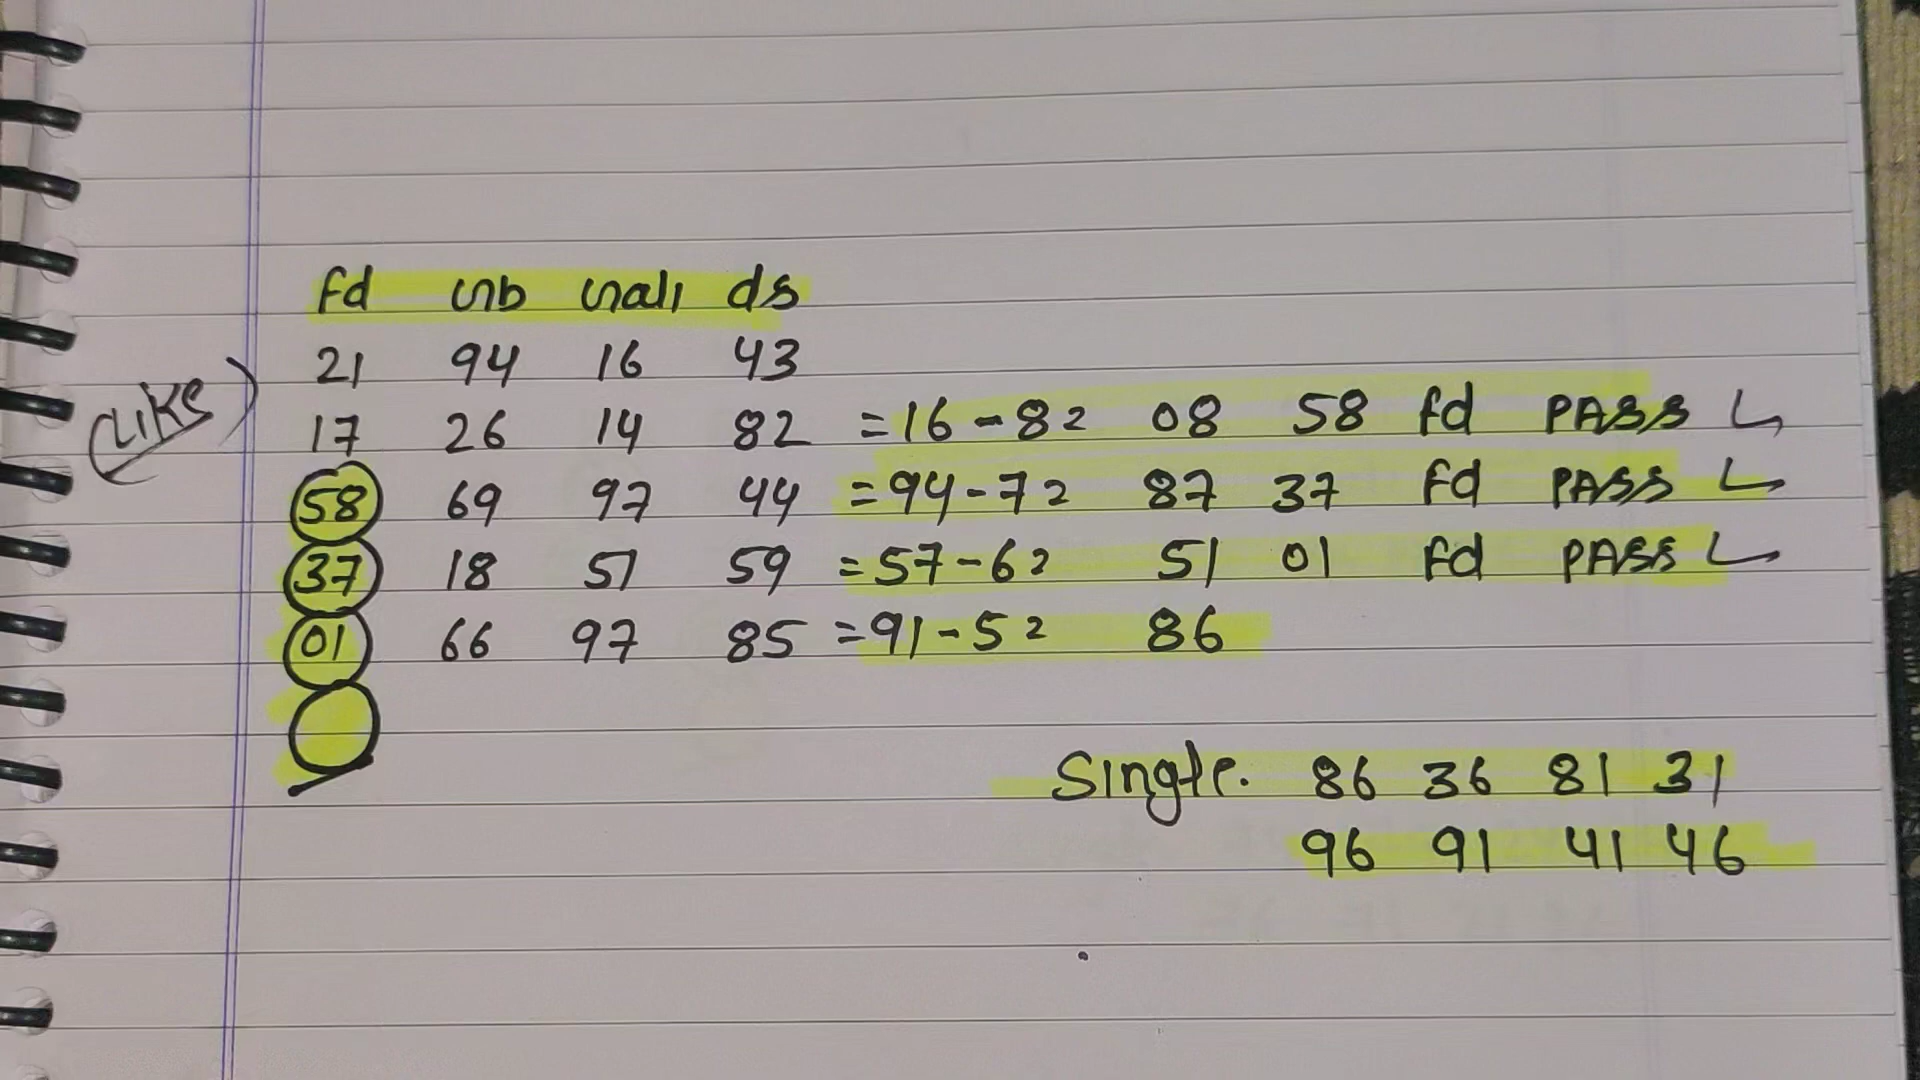 fd gb gali ds
21 94 16 43
LIKE
17 26 14 82 =16-82 08 58 fd PASS
58 69 97 44 =94-72 87 37 fd PASS
37 18 51 59 =57-62 51 01 fd PASS
01 66 97 85 =91-52 86
Single. 86 36 81 31
96 91 41 46